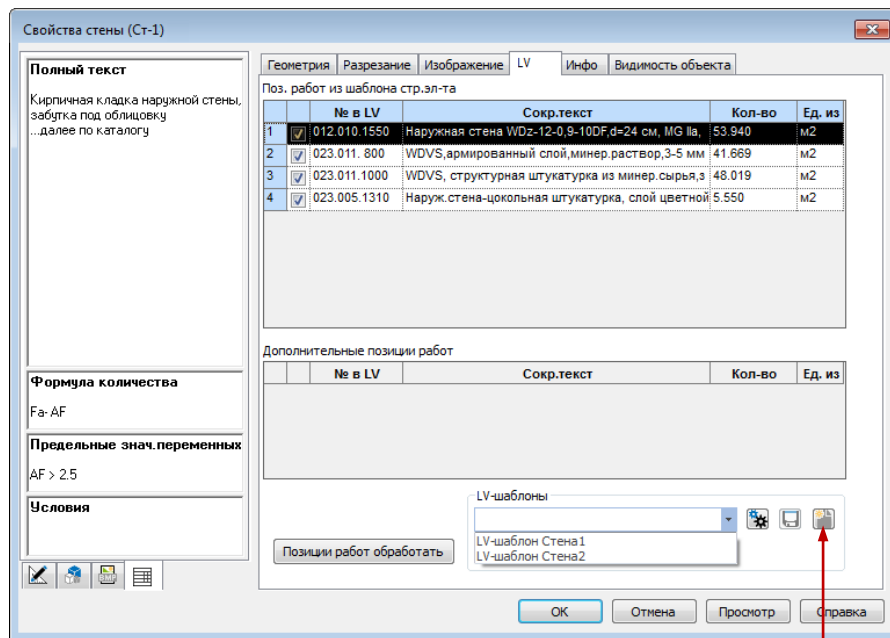 Свойства стены (Ст-1)
Полный текст
Кирпичная кладка наружной стены,
забутка под облицовку
...далее по каталогу
Формула количества
Fa- AF
Предельные знач.переменных
AF > 2.5
Условия
Геометрия Разрезание Изображение LV Инфо Видимость объекта
Поз. работ из шаблона стр.эл-та
№ в LV Сокр.текст Кол-во Ед. из
1 012.010.1550 Наружная стена WDz-12-0,9-10DF,d=24 см, MG IIa, 53.940 м2
2 023.011. 800 WDVS,армированный слой,минер.раствор,3-5 мм 41.669 м2
3 023.011.1000 WDVS, структурная штукатурка из минер.сырья,з 48.019 м2
4 023.005.1310 Наруж.стена-цокольная штукатурка, слой цветной 5.550 м2
Дополнительные позиции работ
№ в LV Сокр.текст Кол-во Ед. из
LV-шаблоны
LV-шаблон Стена1
LV-шаблон Стена2
Позиции работ обработать
OK Отмена Просмотр Справка